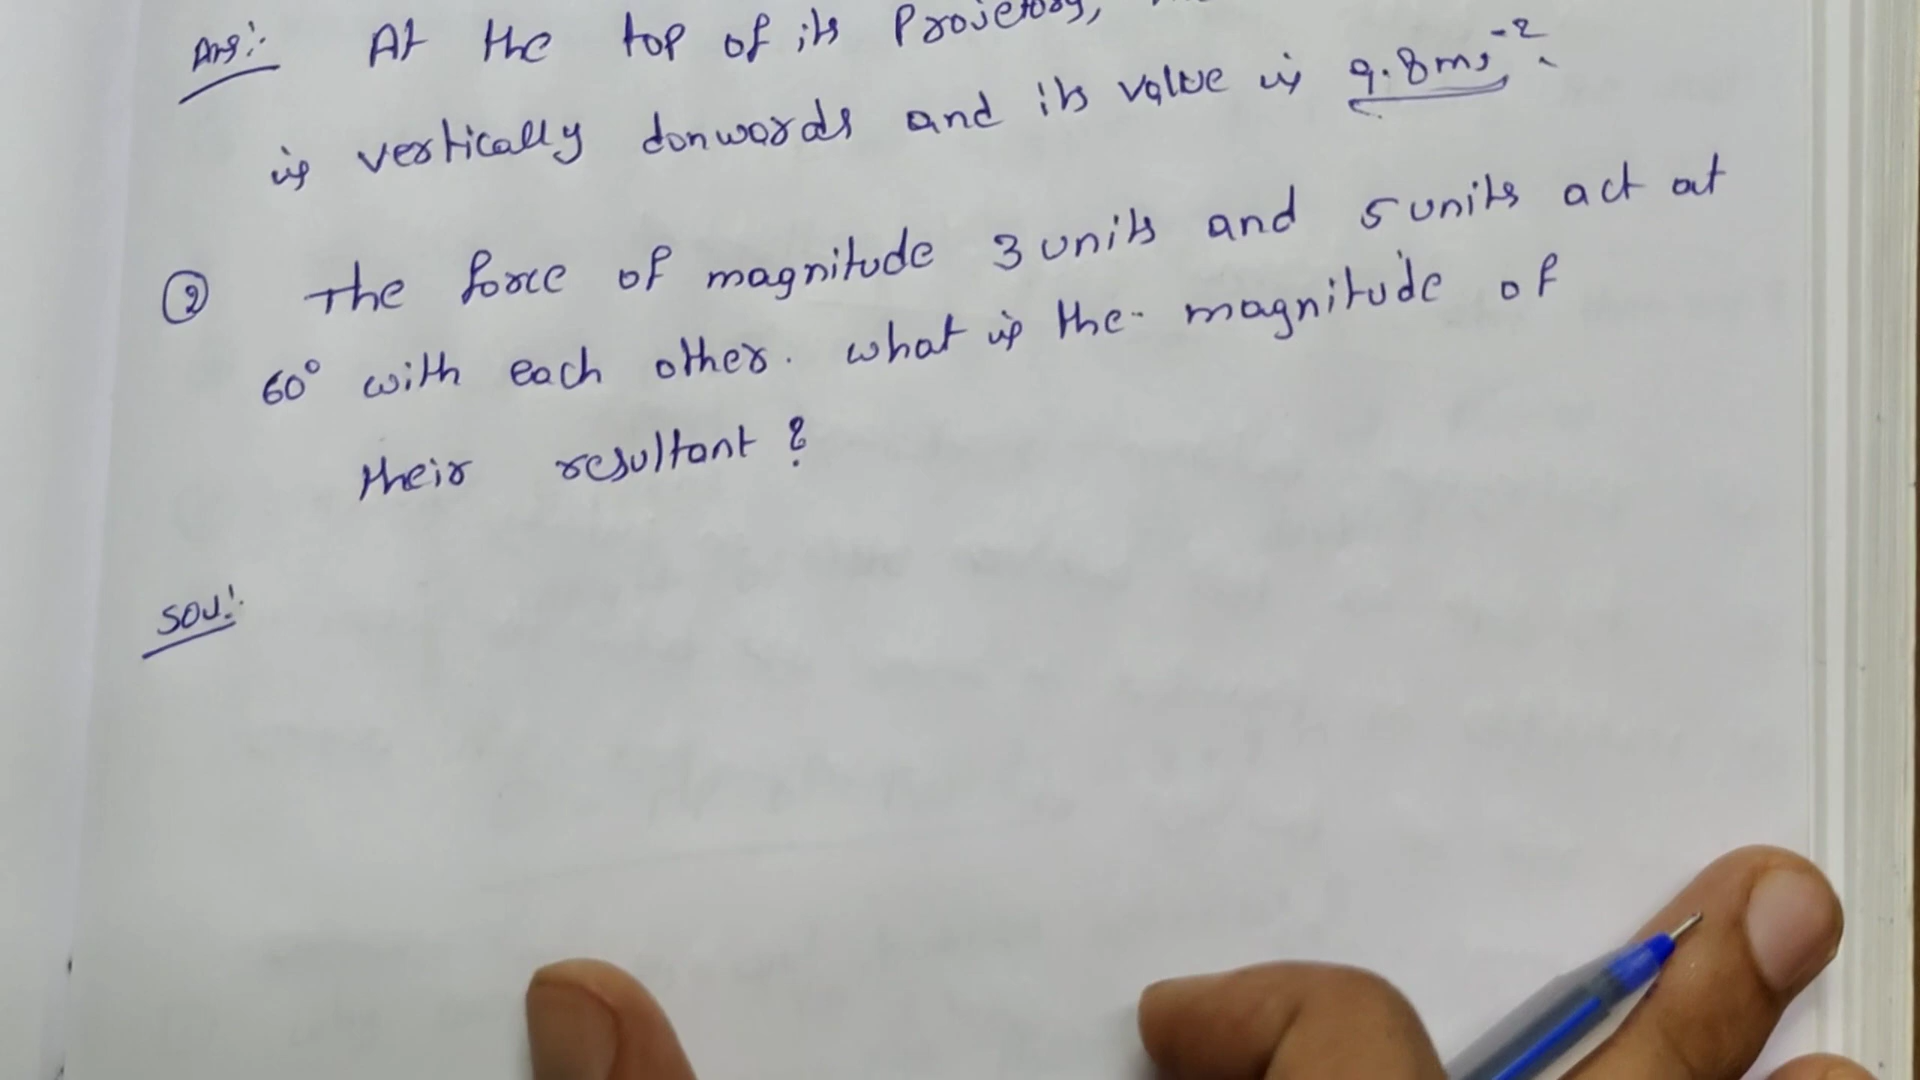 Ans:- At the top of its Projectory,
is vertically donwords and its value is 9.8ms⁻².
② The force of magnitude 3 units and 5 units act at
60° with each other. what is the magnitude of
their resultant?
Sol:-